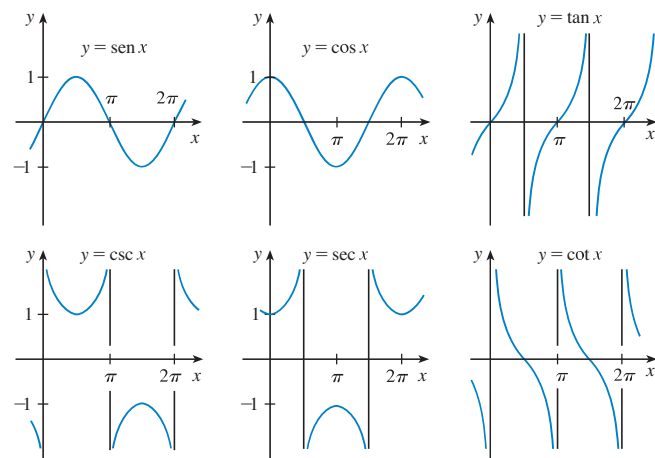 y
y = sen x
1
π
2π
x
−1
y
y = cos x
1
π
2π
x
−1
y
y = tan x
2π
π
x
y
y = csc x
1
π
2π
x
−1
y
y = sec x
1
π
2π
x
−1
y
y = cot x
π
2π
x